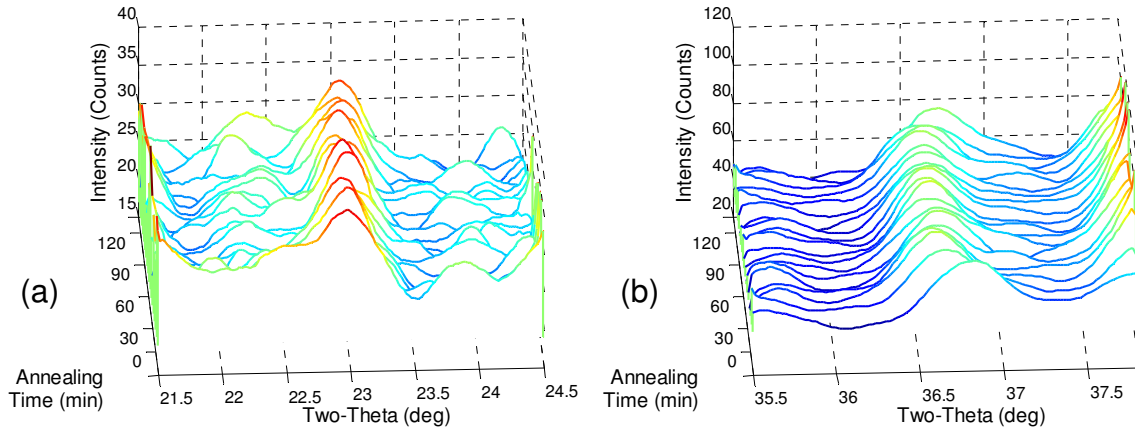 40
35
30
25
20
15
120
90
60
30
0
Intensity (Counts)
(a)
Annealing
Time (min)
21.5 22 22.5 23 23.5 24 24.5
Two-Theta (deg)
120
100
80
60
40
20
120
90
60
30
0
Intensity (Counts)
(b)
Annealing
Time (min)
35.5 36 36.5 37 37.5
Two-Theta (deg)